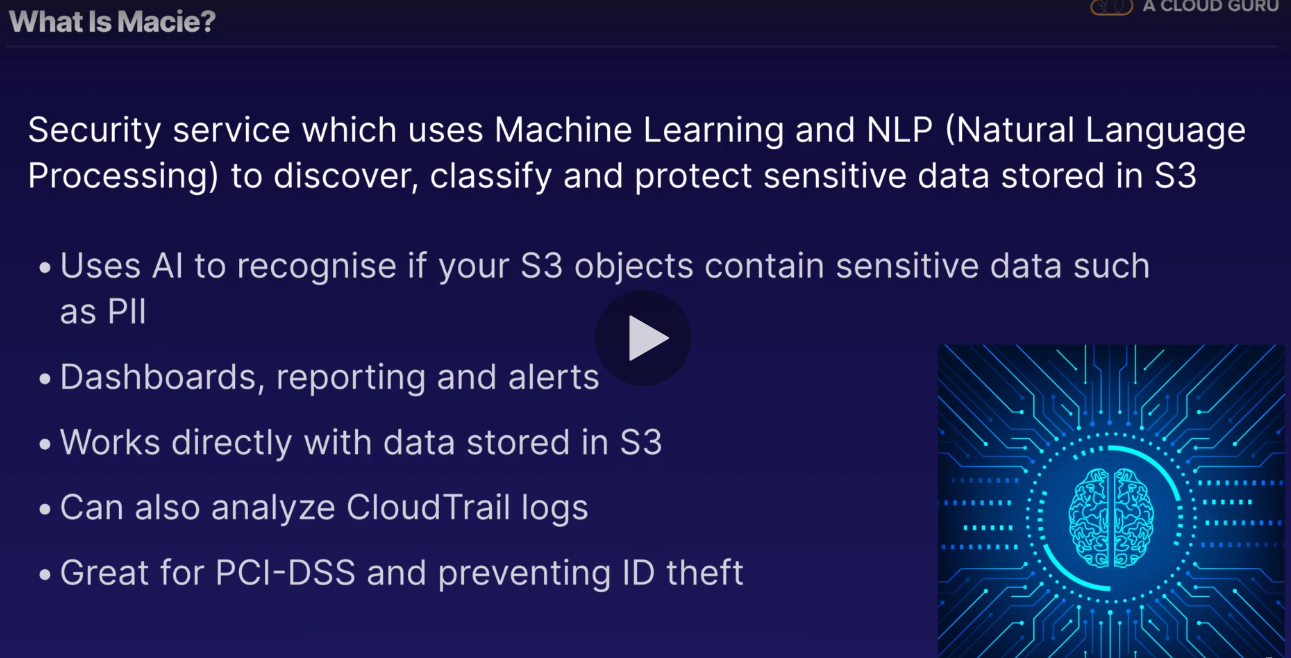 What Is Macie?
A CLOUD GURU
Security service which uses Machine Learning and NLP (Natural Language
Processing) to discover, classify and protect sensitive data stored in S3
• Uses AI to recognise if your S3 objects contain sensitive data such
as PII
• Dashboards, reporting and alerts
• Works directly with data stored in S3
• Can also analyze CloudTrail logs
• Great for PCI-DSS and preventing ID theft